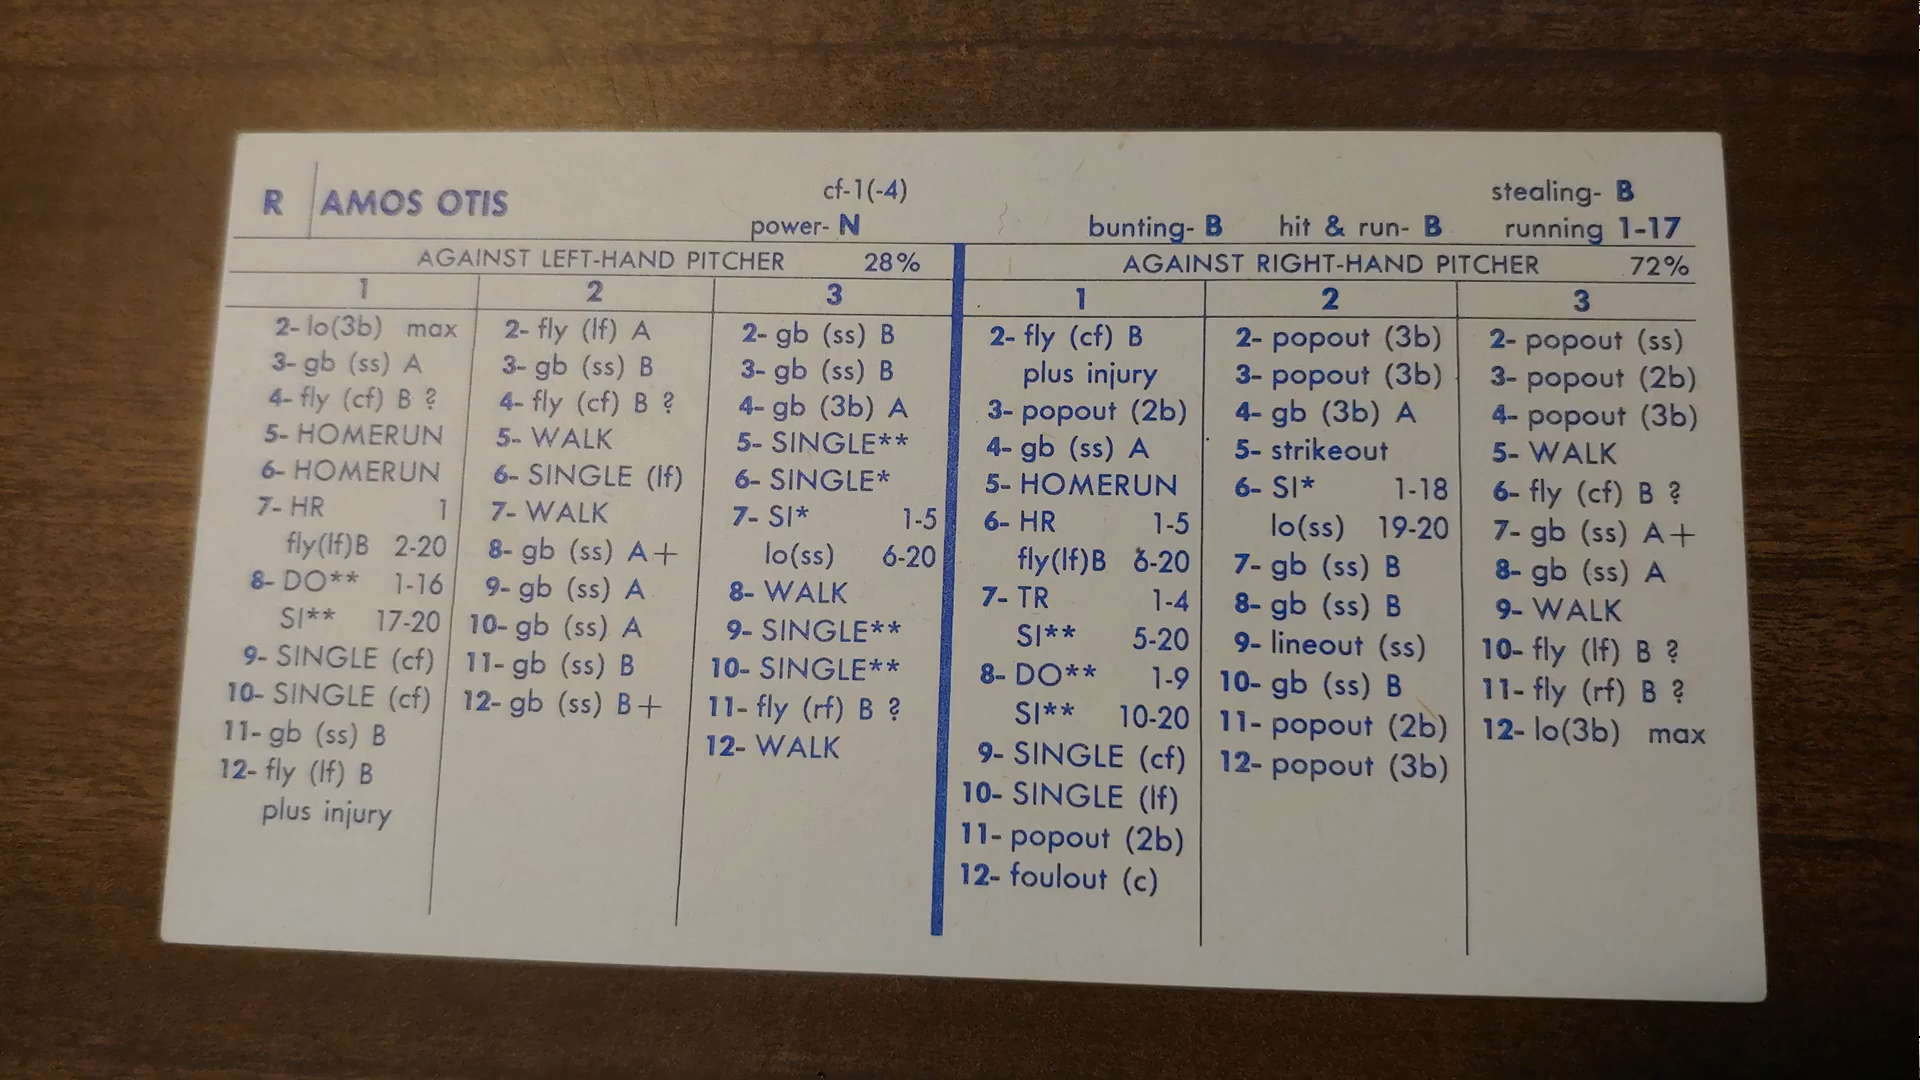 R AMOS OTIS
cf-1(-4)
power- N
bunting- B hit & run- B
stealing- B
running 1-17
AGAINST LEFT-HAND PITCHER 28%
1 2 3
2- lo(3b) max
3- gb (ss) A
4- fly (cf) B ?
5- HOMERUN
6- HOMERUN
7- HR 1
fly(lf)B 2-20
8- DO** 1-16
SI** 17-20
9- SINGLE (cf)
10- SINGLE (cf)
11- gb (ss) B
12- fly (lf) B
plus injury
2- fly (lf) A
3- gb (ss) B
4- fly (cf) B ?
5- WALK
6- SINGLE (lf)
7- WALK
8- gb (ss) A+
9- gb (ss) A
10- gb (ss) A
11- gb (ss) B
12- gb (ss) B+
2- gb (ss) B
3- gb (ss) B
4- gb (3b) A
5- SINGLE**
6- SINGLE*
7- SI* 1-5
lo(ss) 6-20
8- WALK
9- SINGLE**
10- SINGLE**
11- fly (rf) B ?
12- WALK
AGAINST RIGHT-HAND PITCHER 72%
1 2 3
2- fly (cf) B
plus injury
3- popout (2b)
4- gb (ss) A
5- HOMERUN
6- HR 1-5
fly(lf)B 6-20
7- TR 1-4
SI** 5-20
8- DO** 1-9
SI** 10-20
9- SINGLE (cf)
10- SINGLE (lf)
11- popout (2b)
12- foulout (c)
2- popout (3b)
3- popout (3b)
4- gb (3b) A
5- strikeout
6- SI* 1-18
lo(ss) 19-20
7- gb (ss) B
8- gb (ss) B
9- lineout (ss)
10- gb (ss) B
11- popout (2b)
12- popout (3b)
2- popout (ss)
3- popout (2b)
4- popout (3b)
5- WALK
6- fly (cf) B ?
7- gb (ss) A+
8- gb (ss) A
9- WALK
10- fly (lf) B ?
11- fly (rf) B ?
12- lo(3b) max